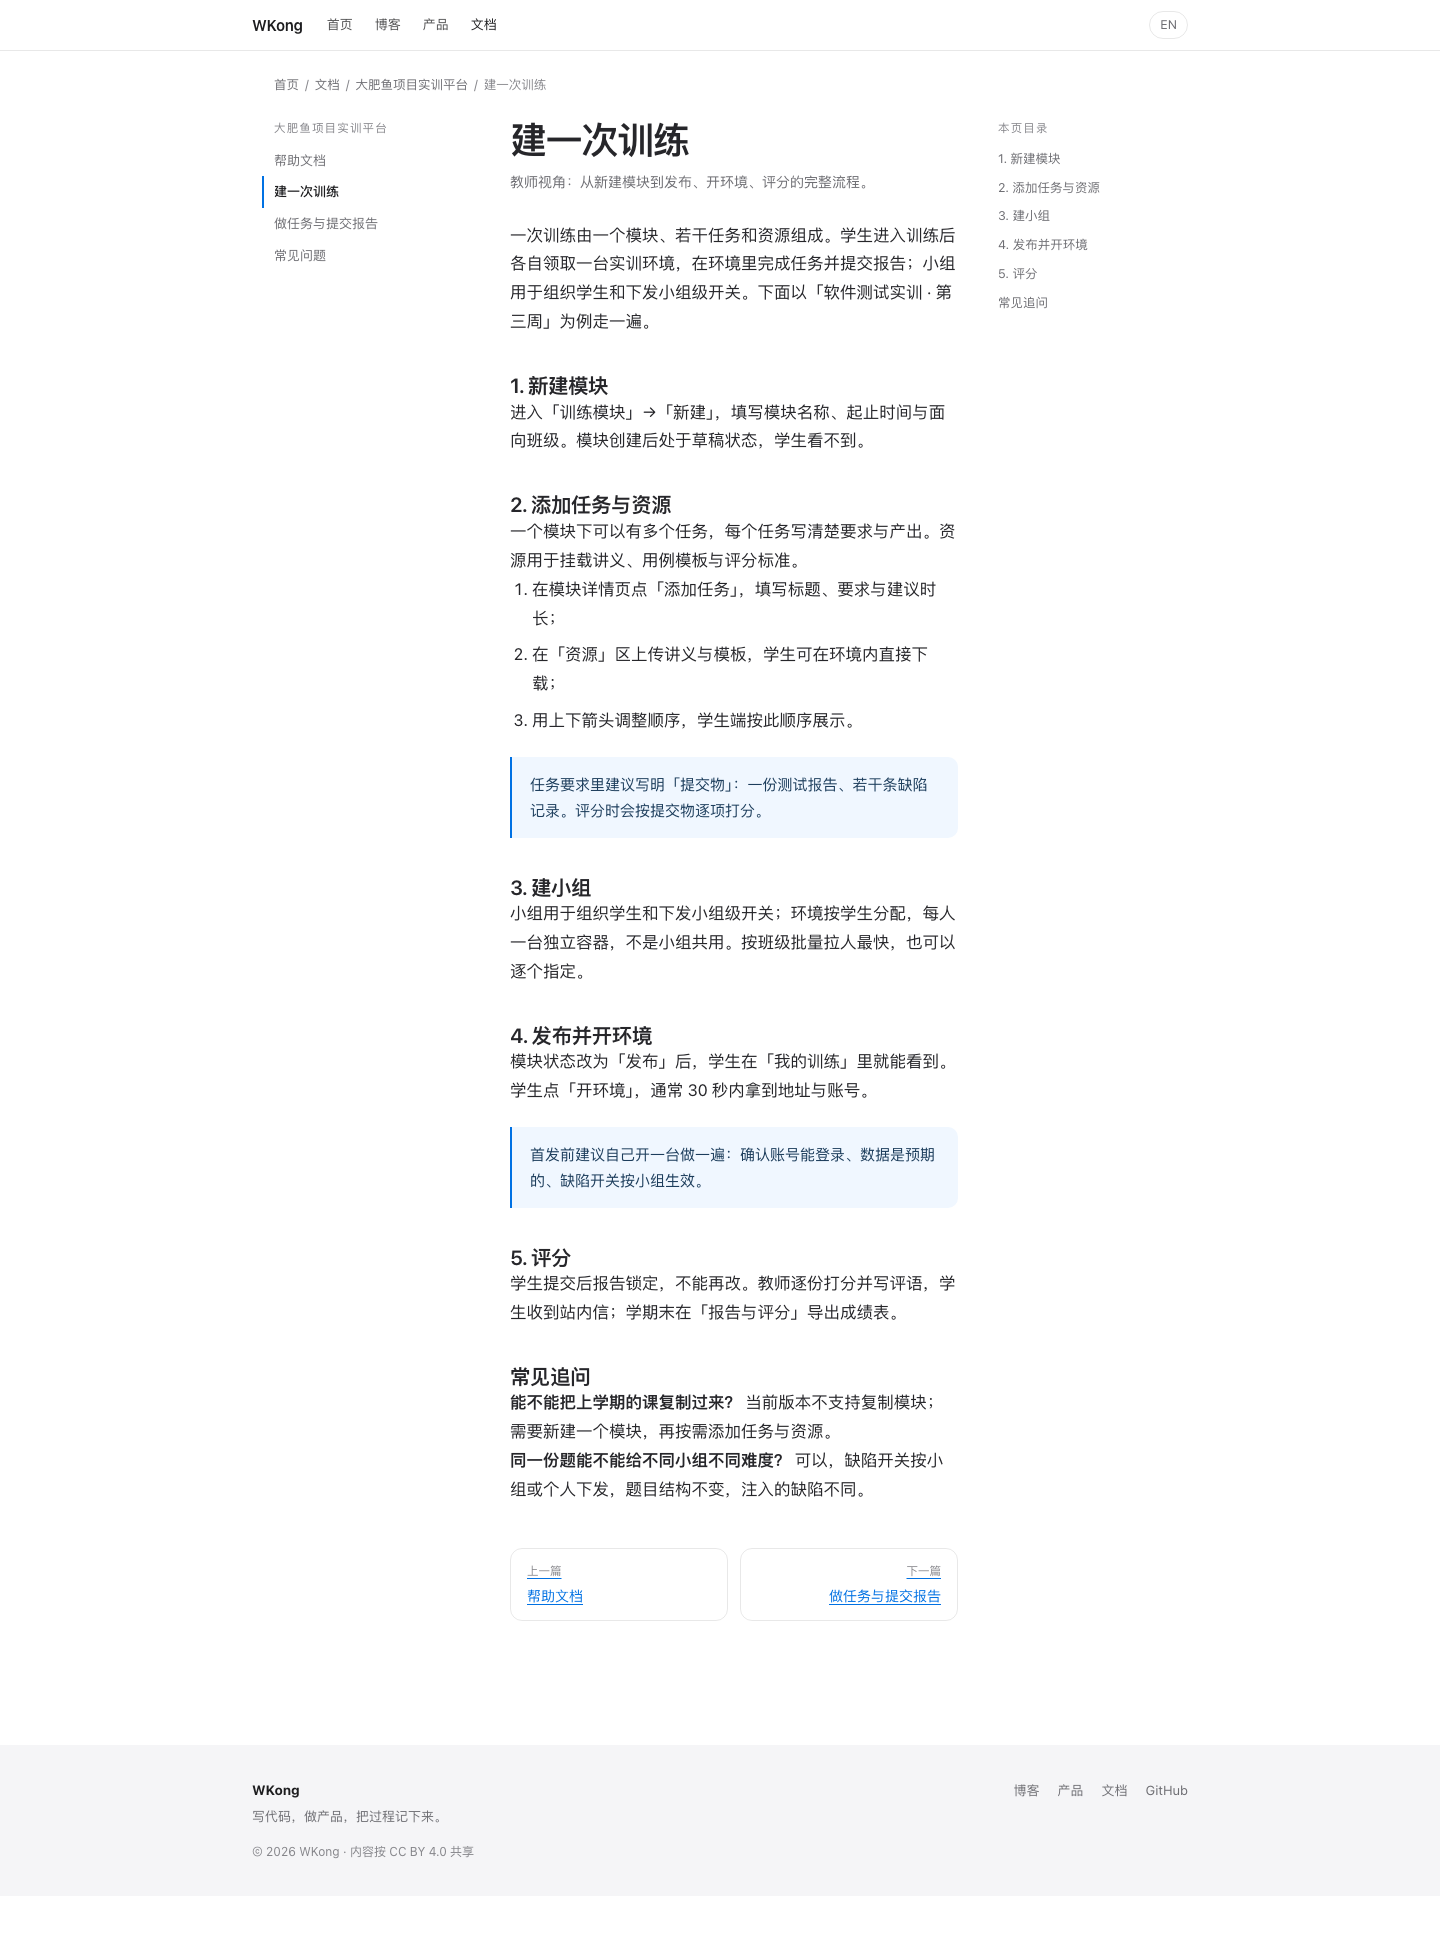 WKong 首页 博客 产品 文档 EN
首页 / 文档 / 大肥鱼项目实训平台 / 建一次训练
大肥鱼项目实训平台
帮助文档
建一次训练
做任务与提交报告
常见问题
建一次训练
教师视角：从新建模块到发布、开环境、评分的完整流程。
一次训练由一个模块、若干任务和资源组成。学生进入训练后
各自领取一台实训环境，在环境里完成任务并提交报告；小组
用于组织学生和下发小组级开关。下面以「软件测试实训 · 第
三周」为例走一遍。
1. 新建模块
进入「训练模块」→「新建」，填写模块名称、起止时间与面
向班级。模块创建后处于草稿状态，学生看不到。
2. 添加任务与资源
一个模块下可以有多个任务，每个任务写清楚要求与产出。资
源用于挂载讲义、用例模板与评分标准。
1. 在模块详情页点「添加任务」，填写标题、要求与建议时
长；
2. 在「资源」区上传讲义与模板，学生可在环境内直接下
载；
3. 用上下箭头调整顺序，学生端按此顺序展示。
任务要求里建议写明「提交物」：一份测试报告、若干条缺陷
记录。评分时会按提交物逐项打分。
3. 建小组
小组用于组织学生和下发小组级开关；环境按学生分配，每人
一台独立容器，不是小组共用。按班级批量拉人最快，也可以
逐个指定。
4. 发布并开环境
模块状态改为「发布」后，学生在「我的训练」里就能看到。
学生点「开环境」，通常 30 秒内拿到地址与账号。
首发前建议自己开一台做一遍：确认账号能登录、数据是预期
的、缺陷开关按小组生效。
5. 评分
学生提交后报告锁定，不能再改。教师逐份打分并写评语，学
生收到站内信；学期末在「报告与评分」导出成绩表。
常见追问
能不能把上学期的课复制过来？ 当前版本不支持复制模块；
需要新建一个模块，再按需添加任务与资源。
同一份题能不能给不同小组不同难度？ 可以，缺陷开关按小
组或个人下发，题目结构不变，注入的缺陷不同。
上一篇
帮助文档
下一篇
做任务与提交报告
本页目录
1. 新建模块
2. 添加任务与资源
3. 建小组
4. 发布并开环境
5. 评分
常见追问
WKong
写代码，做产品，把过程记下来。
© 2026 WKong · 内容按 CC BY 4.0 共享
博客 产品 文档 GitHub